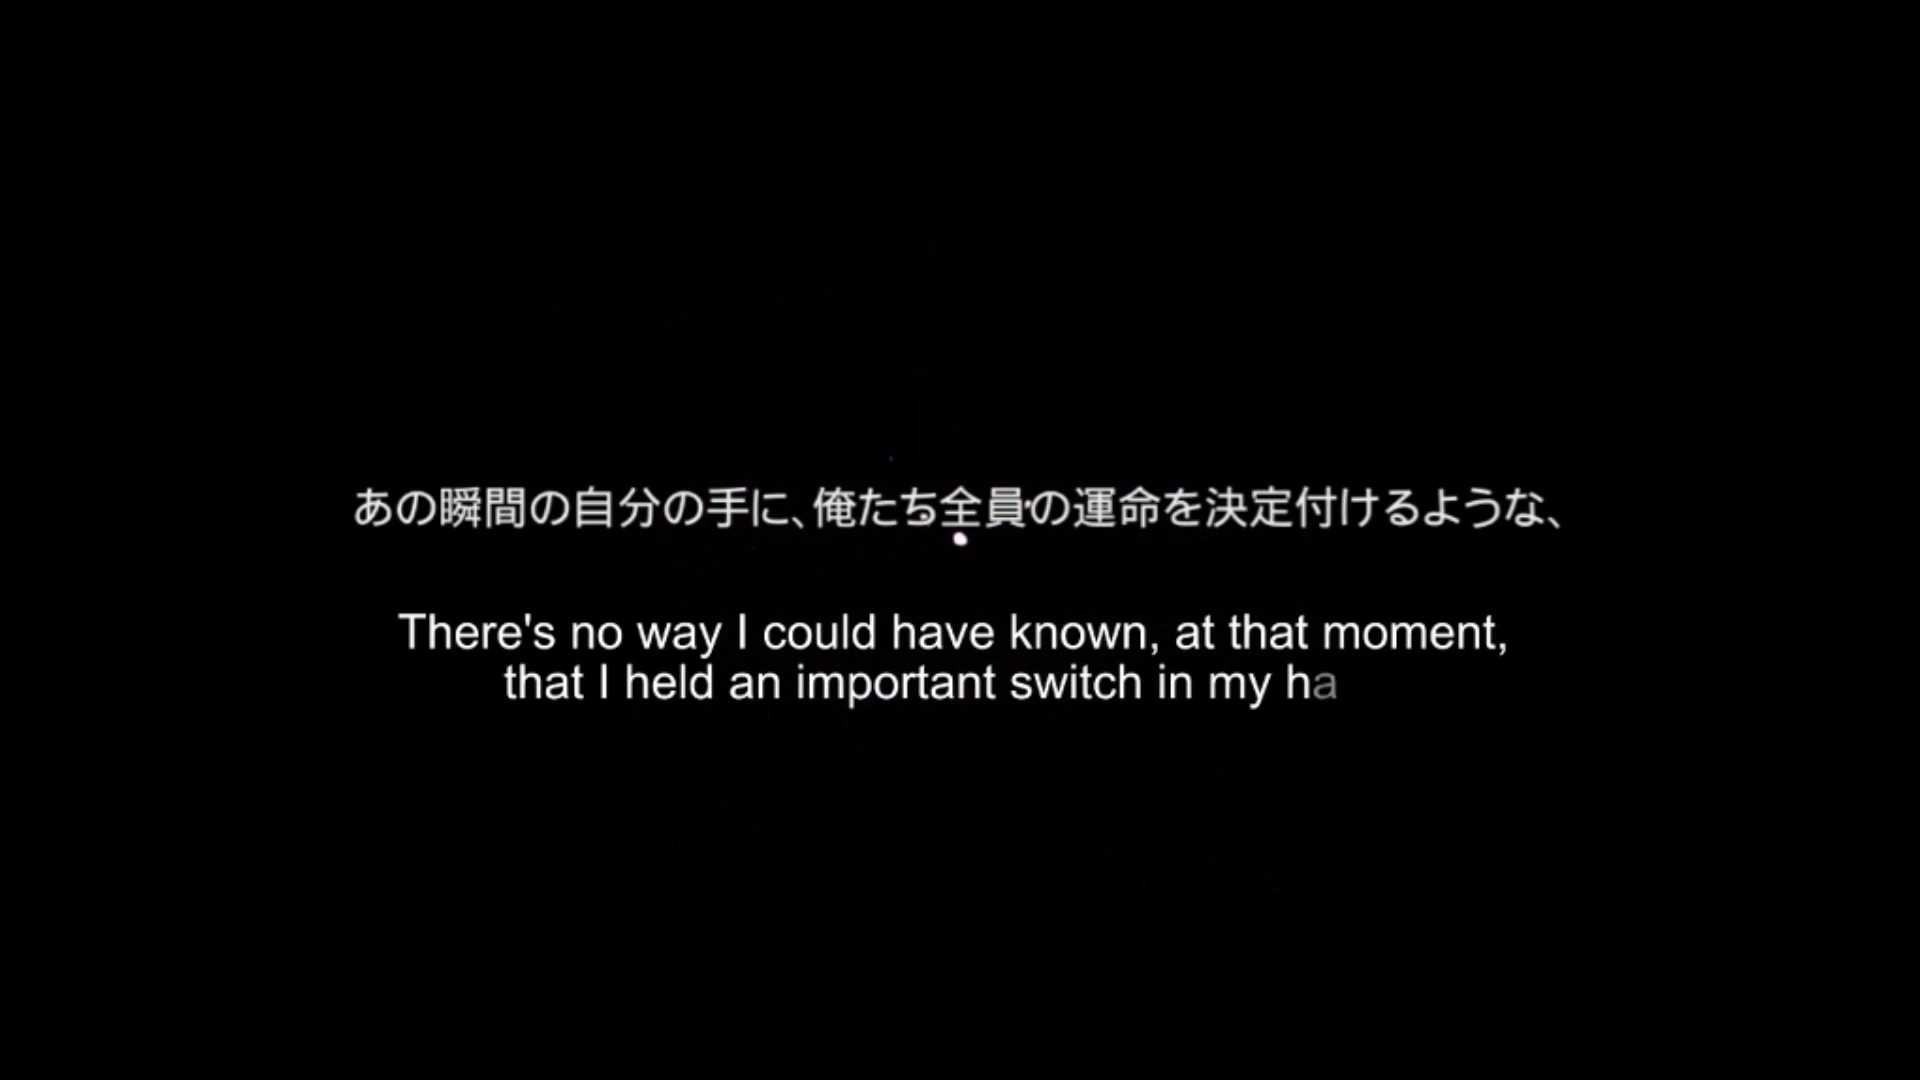 あの瞬間の自分の手に、俺たち全員の運命を決定付けるような、
There's no way I could have known, at that moment,
that I held an important switch in my ha